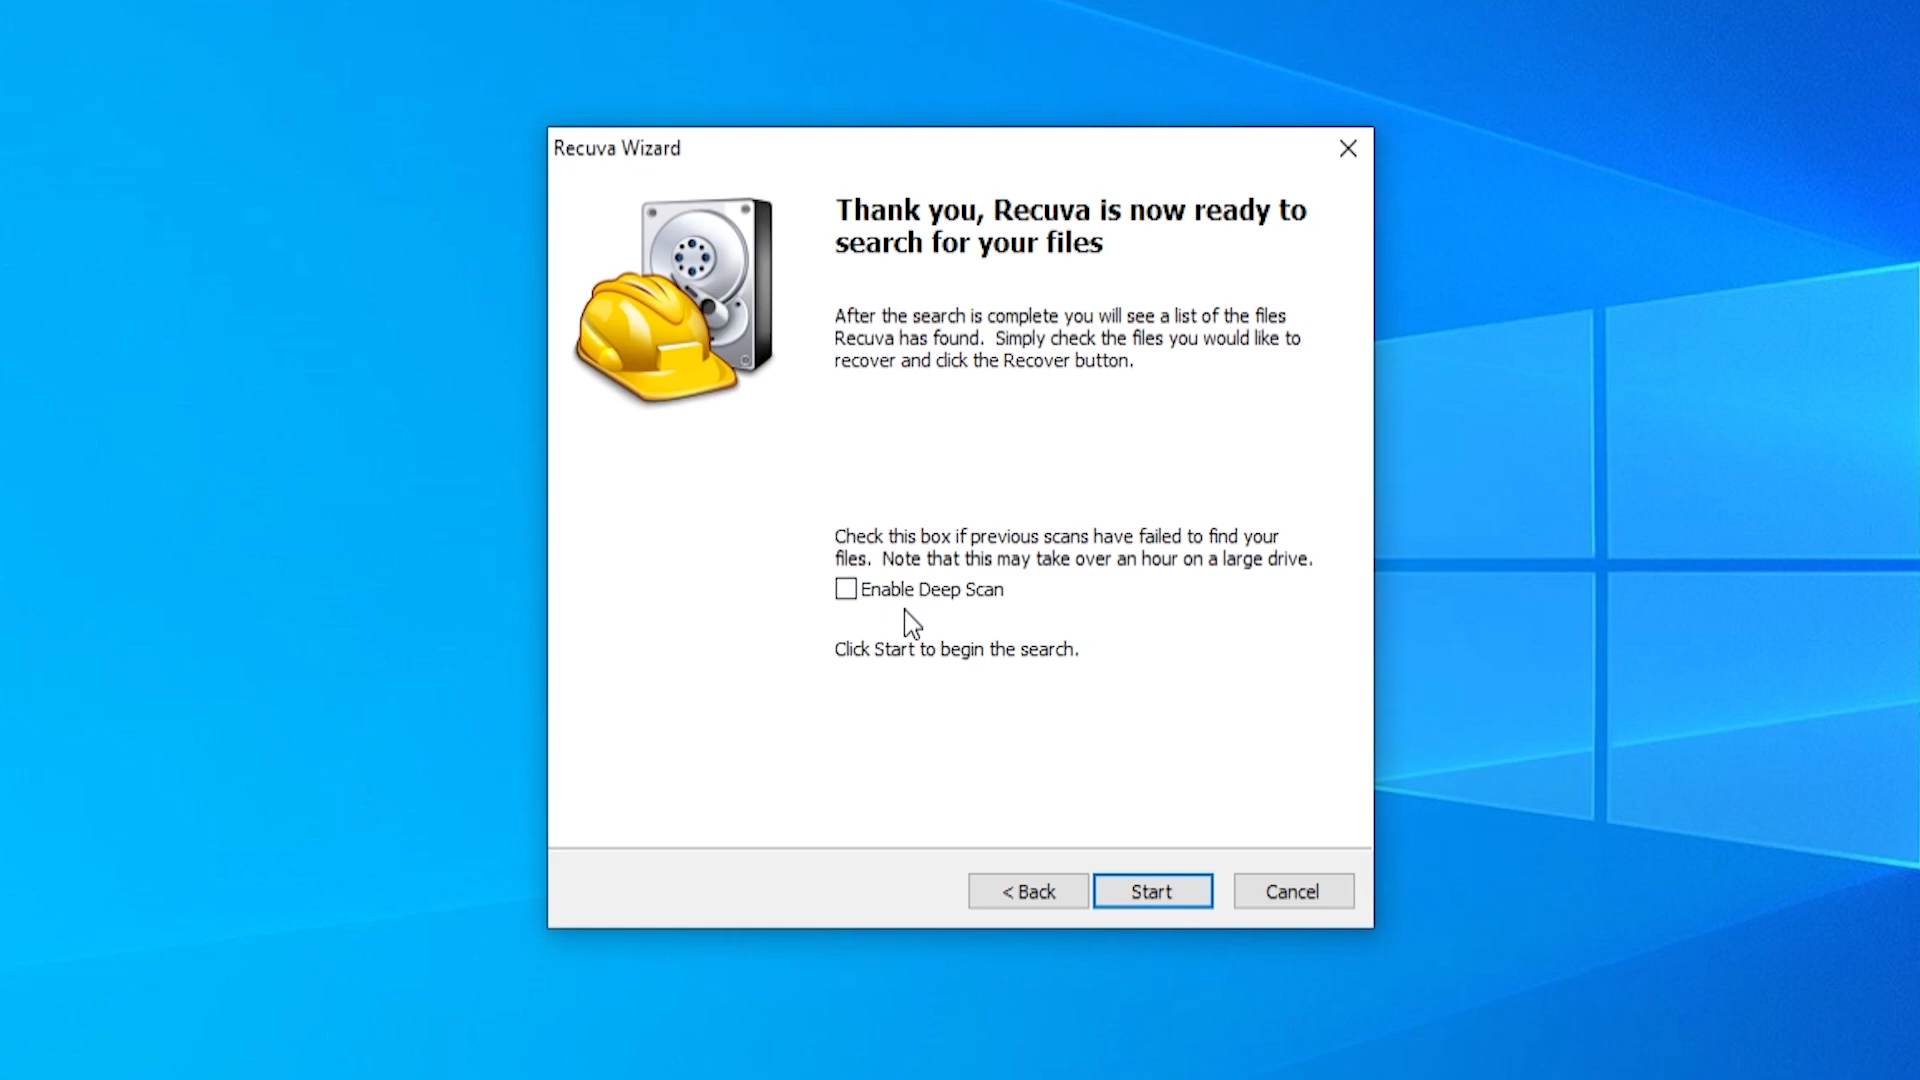 Recuva Wizard
Thank you, Recuva is now ready to
search for your files
After the search is complete you will see a list of the files
Recuva has found.  Simply check the files you would like to
recover and click the Recover button.
Check this box if previous scans have failed to find your
files.  Note that this may take over an hour on a large drive.
Enable Deep Scan
Click Start to begin the search.
< Back
Start
Cancel